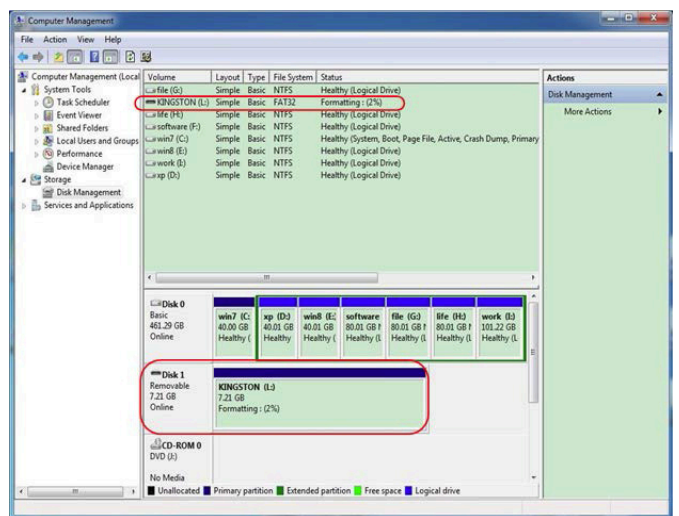 Computer Management
File Action View Help
Computer Management (Local
System Tools
Task Scheduler
Event Viewer
Shared Folders
Local Users and Groups
Performance
Device Manager
Storage
Disk Management
Services and Applications
Volume Layout Type File System Status
file (G:) Simple Basic NTFS Healthy (Logical Drive)
KINGSTON (L:) Simple Basic FAT32 Formatting : (2%)
life (H:) Simple Basic NTFS Healthy (Logical Drive)
software (F:) Simple Basic NTFS Healthy (Logical Drive)
win7 (C:) Simple Basic NTFS Healthy (System, Boot, Page File, Active, Crash Dump, Primary
win8 (E:) Simple Basic NTFS Healthy (Logical Drive)
work (I:) Simple Basic NTFS Healthy (Logical Drive)
xp (D:) Simple Basic NTFS Healthy (Logical Drive)
Disk 0
Basic
461.29 GB
Online
win7 (C: xp (D:) win8 (E: software file (G:) life (H:) work (I:)
40.00 GB 40.01 GB 40.01 GB 80.01 GB 80.01 GB 80.01 GB 101.22 GB
Healthy ( Healthy Healthy ( Healthy (L Healthy (L Healthy (L Healthy (L
Disk 1
Removable
7.21 GB
Online
KINGSTON (L:)
7.21 GB
Formatting : (2%)
CD-ROM 0
DVD (J:)
No Media
Unallocated Primary partition Extended partition Free space Logical drive
Actions
Disk Management
More Actions